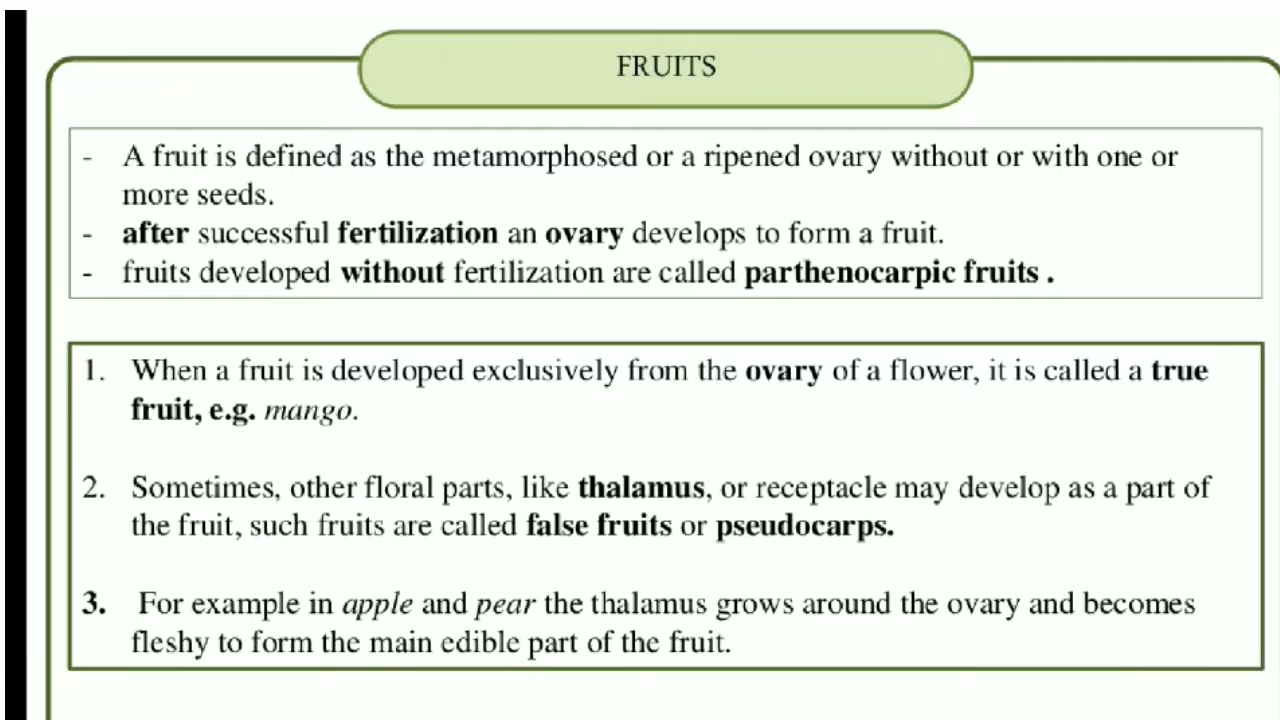 FRUITS
- A fruit is defined as the metamorphosed or a ripened ovary without or with one or
more seeds.
- after successful fertilization an ovary develops to form a fruit.
- fruits developed without fertilization are called parthenocarpic fruits .
1. When a fruit is developed exclusively from the ovary of a flower, it is called a true
fruit, e.g. mango.
2. Sometimes, other floral parts, like thalamus, or receptacle may develop as a part of
the fruit, such fruits are called false fruits or pseudocarps.
3. For example in apple and pear the thalamus grows around the ovary and becomes
fleshy to form the main edible part of the fruit.